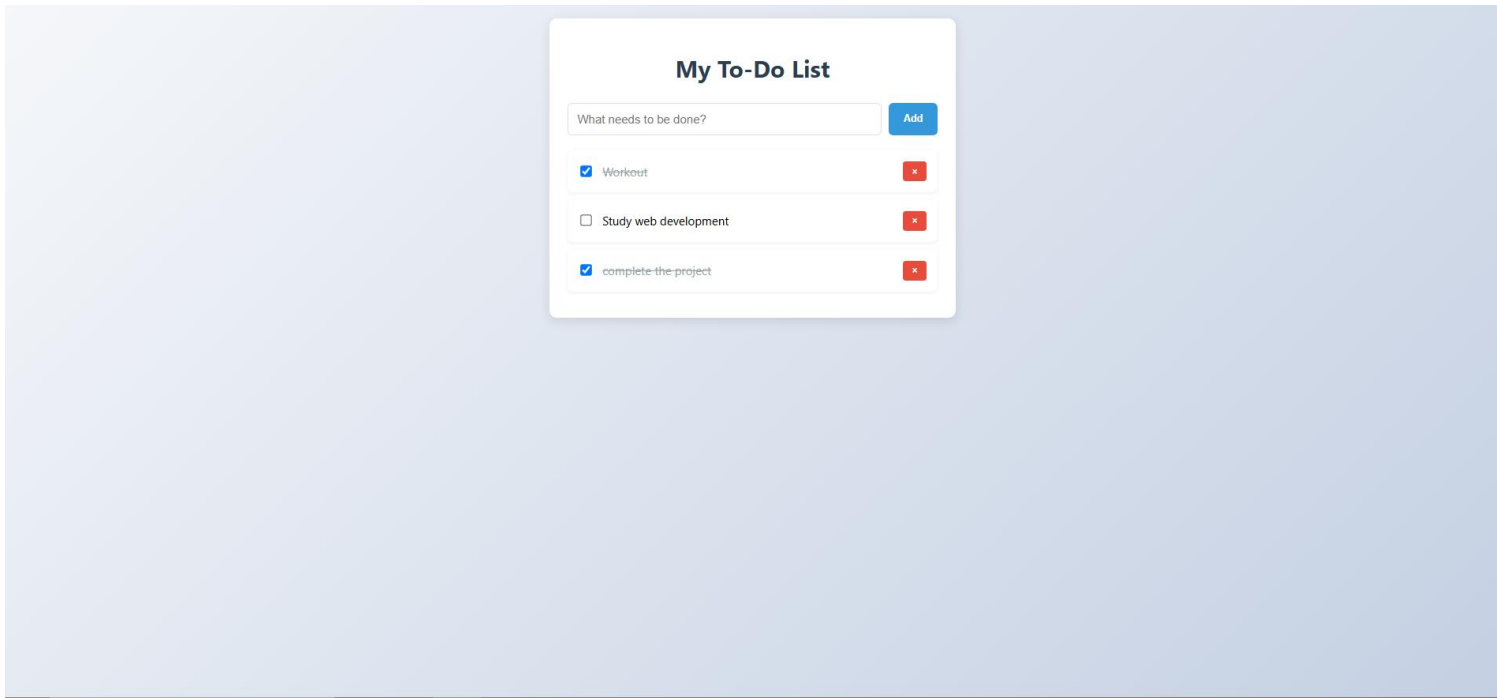 My To-Do List
What needs to be done?
Add
Workout
×
Study web development
×
complete the project
×